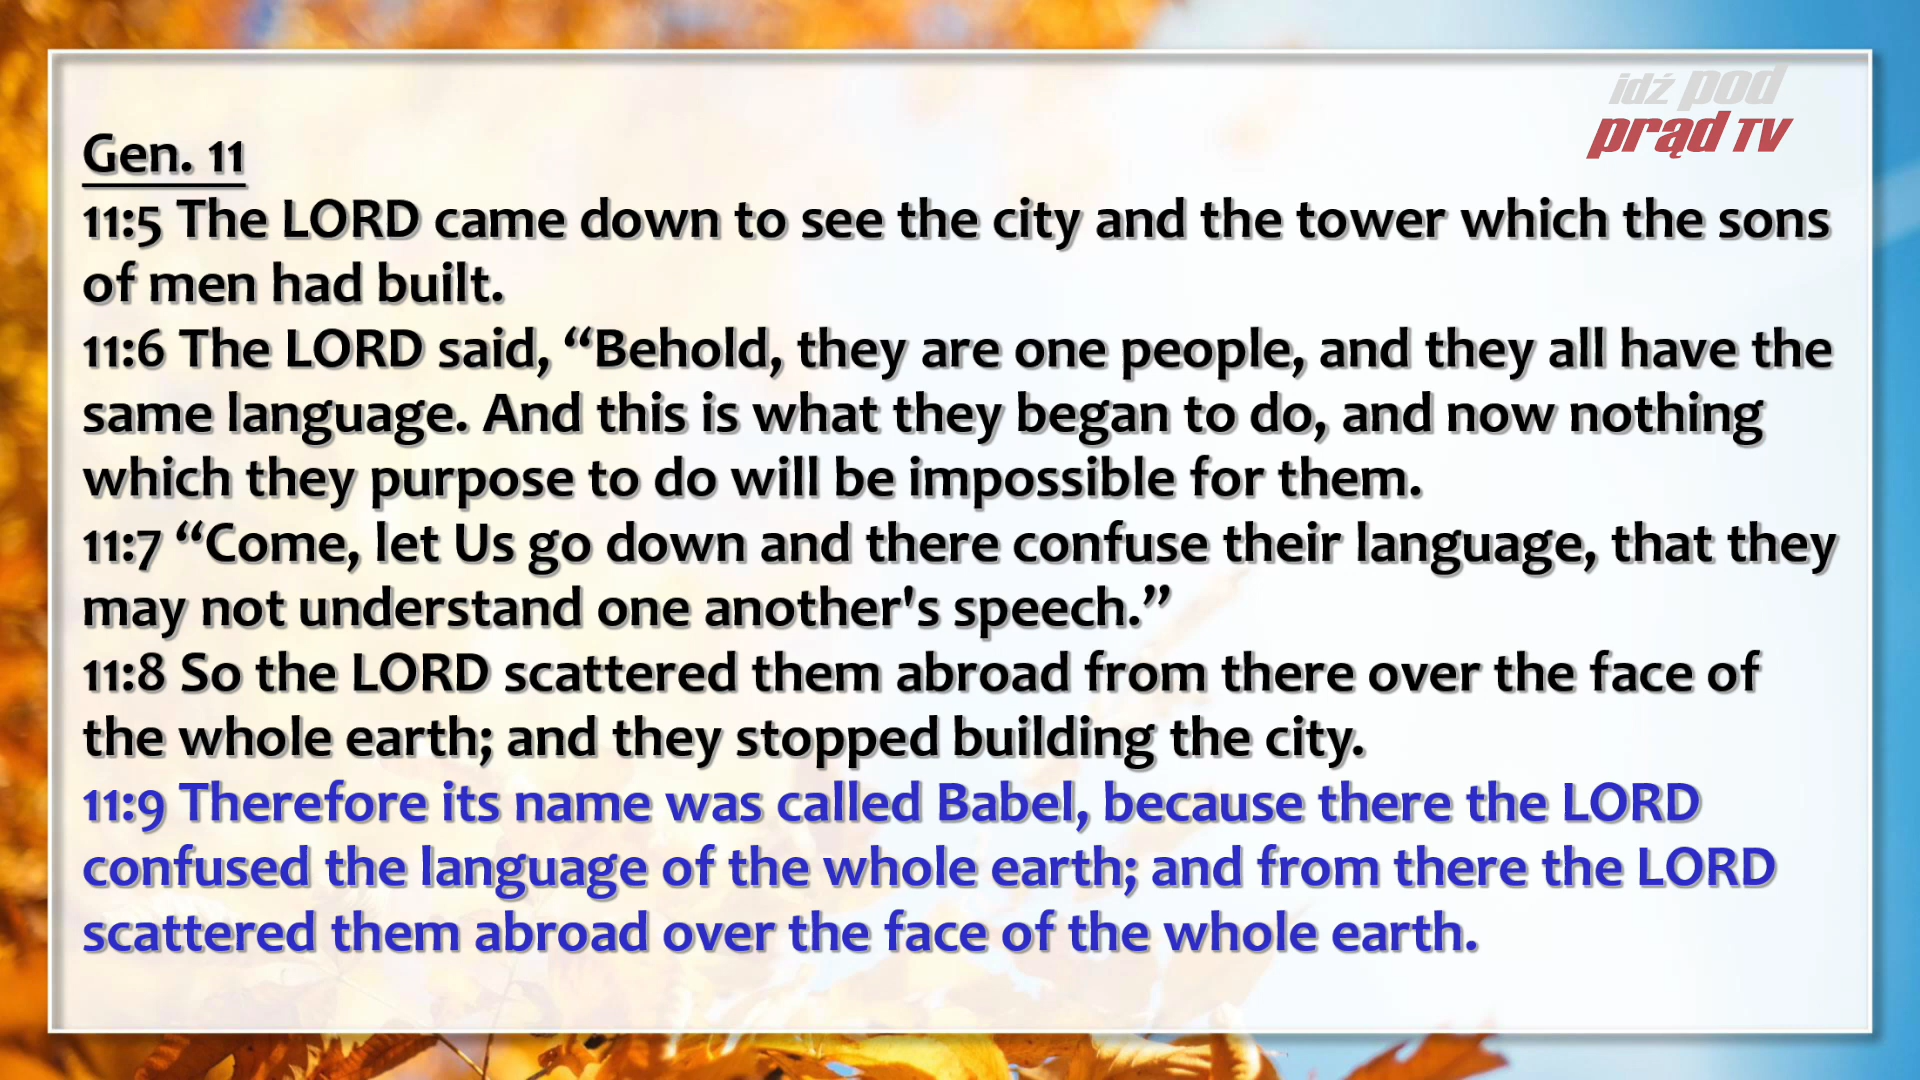 idź pod
prąd TV
Gen. 11
11:5 The LORD came down to see the city and the tower which the sons
of men had built.
11:6 The LORD said, “Behold, they are one people, and they all have the
same language. And this is what they began to do, and now nothing
which they purpose to do will be impossible for them.
11:7 “Come, let Us go down and there confuse their language, that they
may not understand one another's speech.”
11:8 So the LORD scattered them abroad from there over the face of
the whole earth; and they stopped building the city.
11:9 Therefore its name was called Babel, because there the LORD
confused the language of the whole earth; and from there the LORD
scattered them abroad over the face of the whole earth.